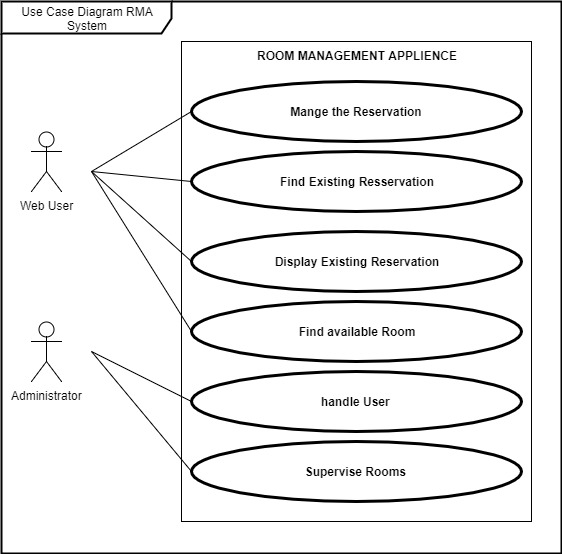 Use Case Diagram RMA
System
ROOM MANAGEMENT APPLIENCE
Mange the Reservation
Find Existing Resservation
Web User
Display Existing Reservation
Find available Room
Administrator
handle User
Supervise Rooms